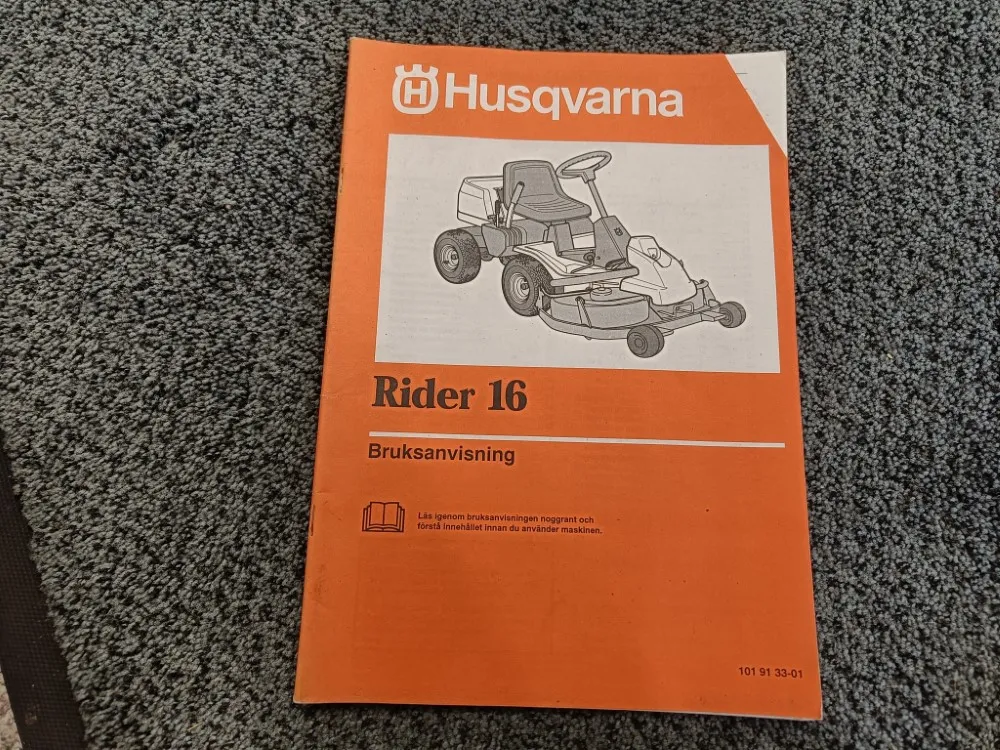 Husqvarna
Rider 16
Bruksanvisning
Läs igenom bruksanvisningen noggrant och
förstå innehållet innan du använder maskinen.
101 91 33-01